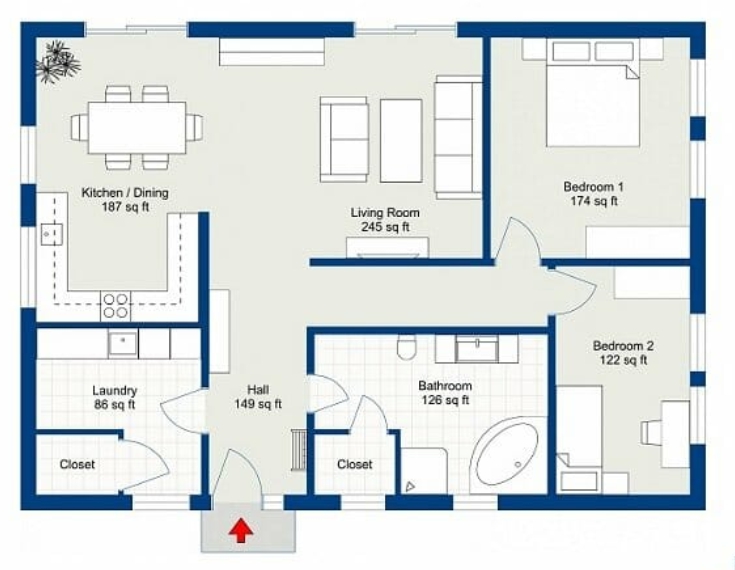 Kitchen / Dining
187 sq ft
Living Room
245 sq ft
Bedroom 1
174 sq ft
Bedroom 2
122 sq ft
Laundry
86 sq ft
Hall
149 sq ft
Bathroom
126 sq ft
Closet
Closet